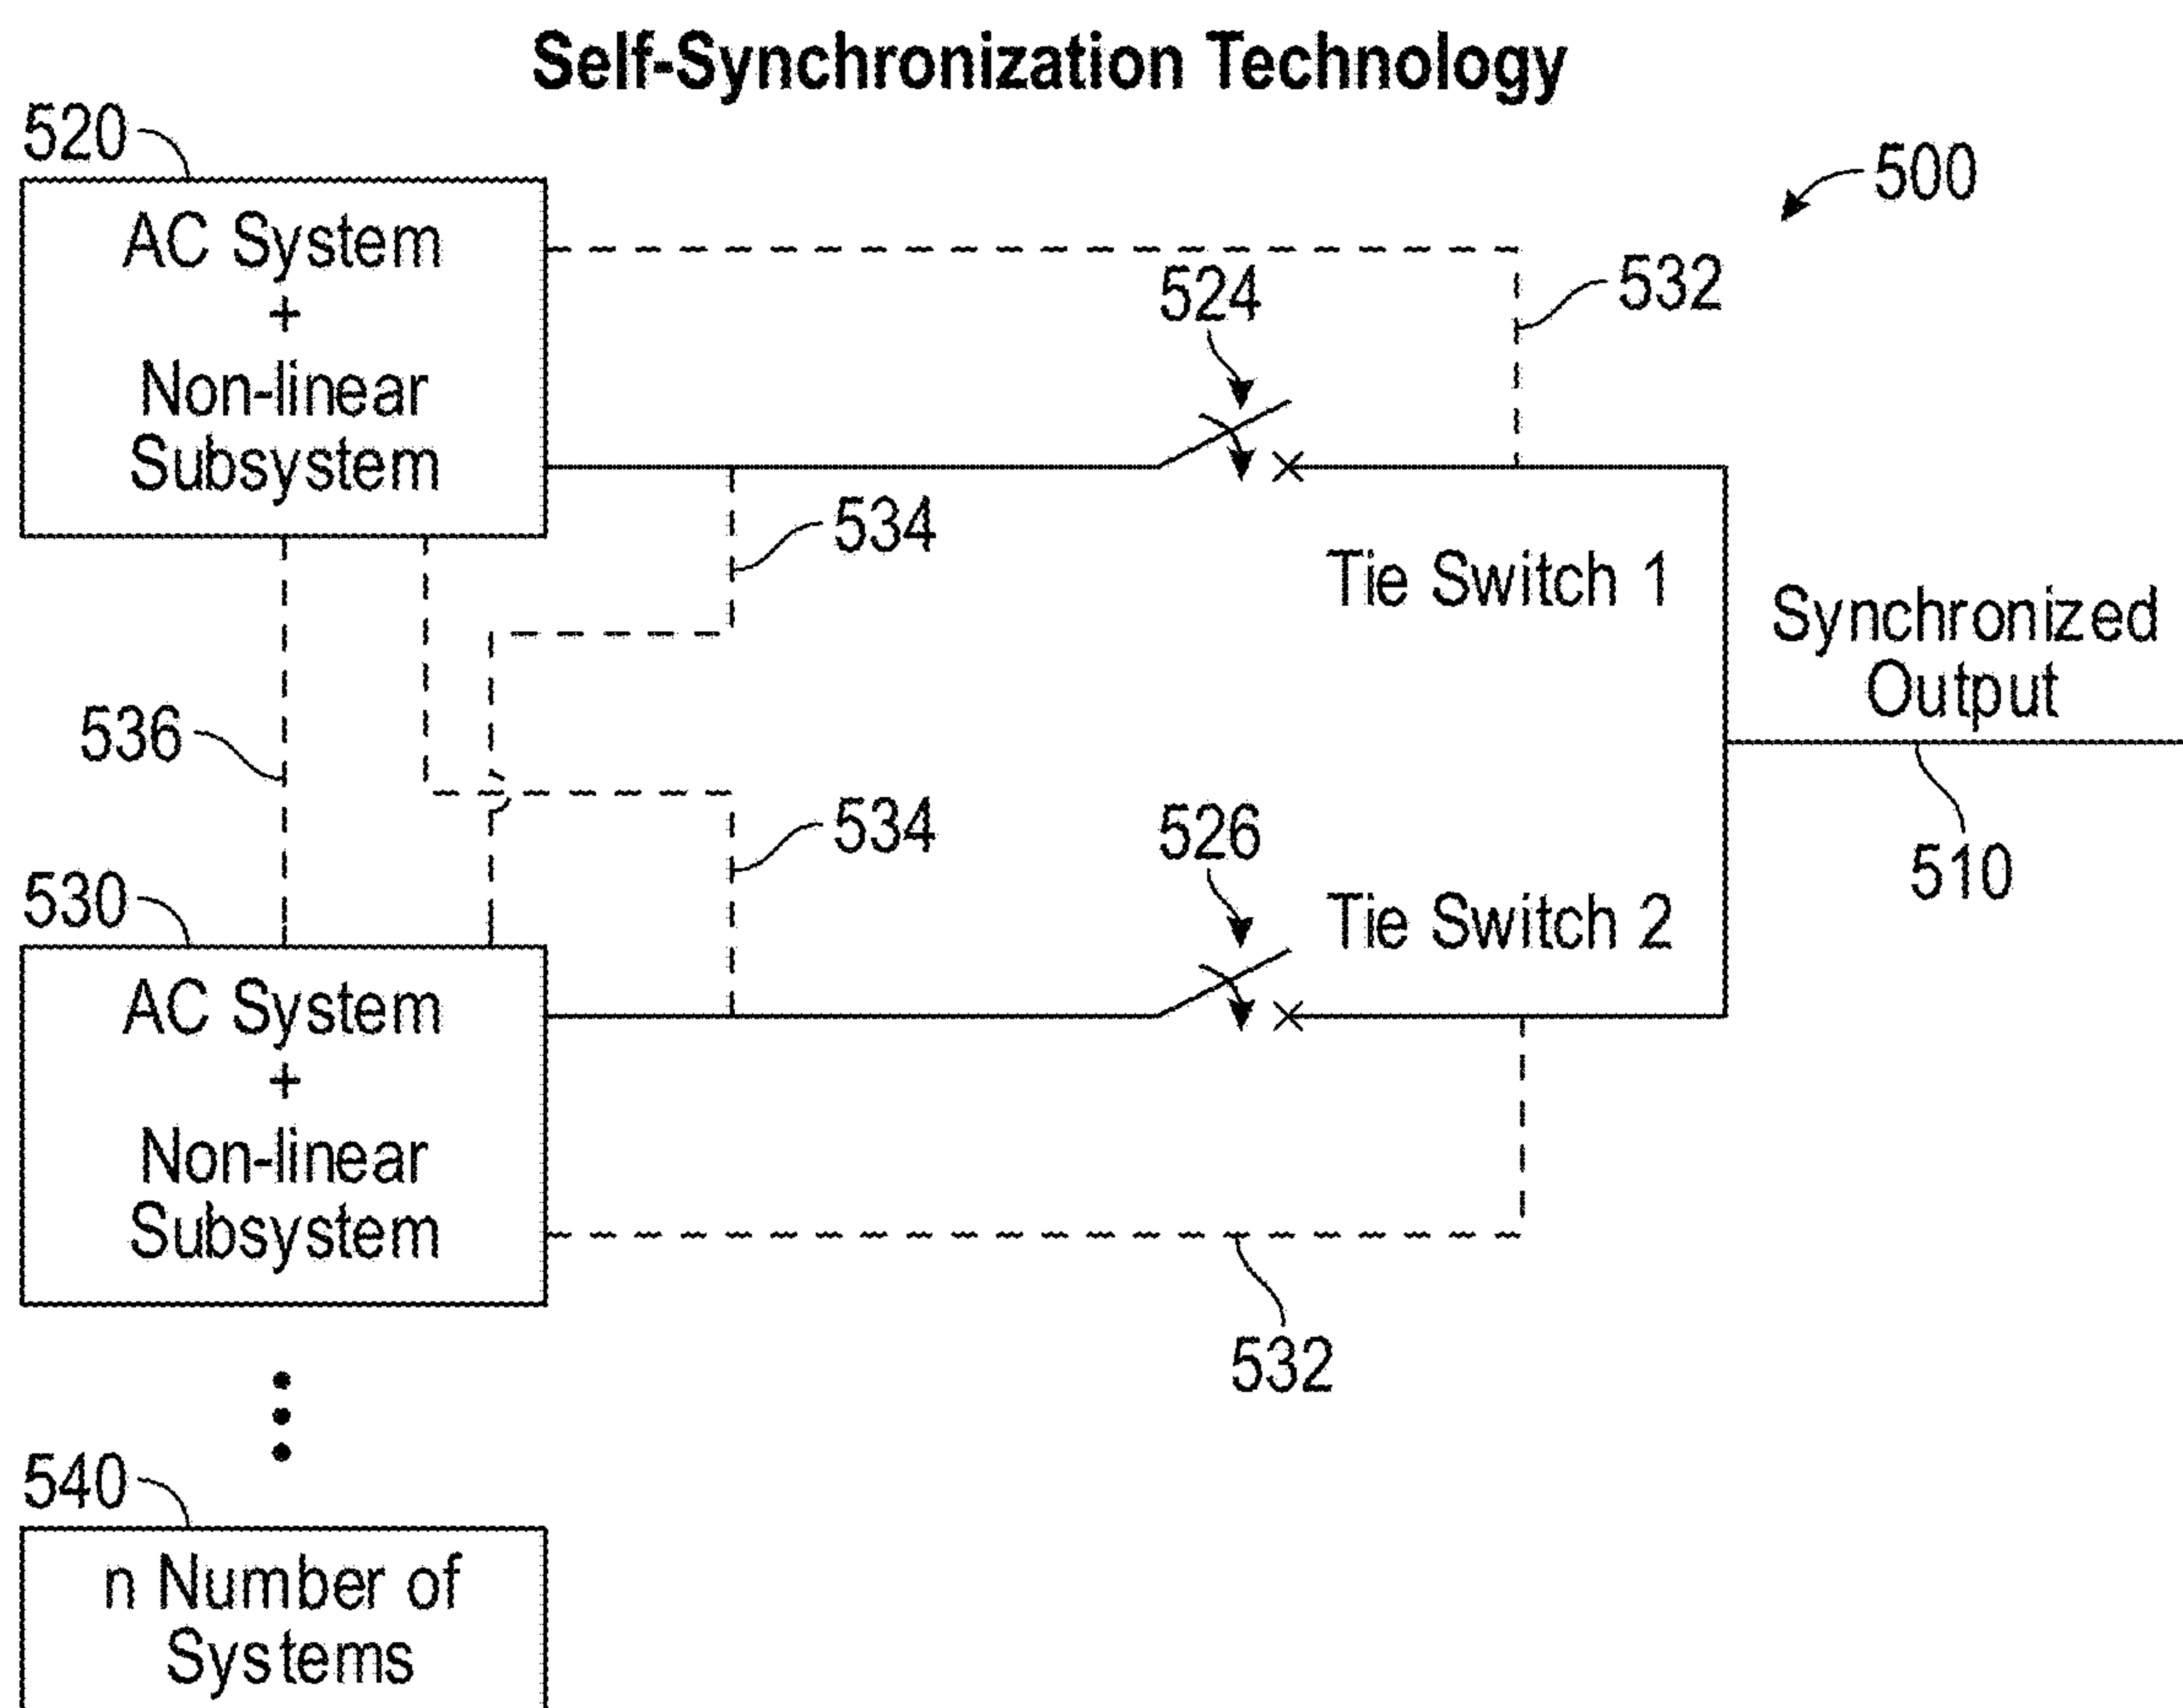 Self-Synchronization Technology
520
500
AC System
+
Non-linear
Subsystem
532
524
534
Tie Switch 1
Synchronized
Output
536
534
526
510
530
Tie Switch 2
AC System
+
Non-linear
Subsystem
532
540
n Number of
Systems